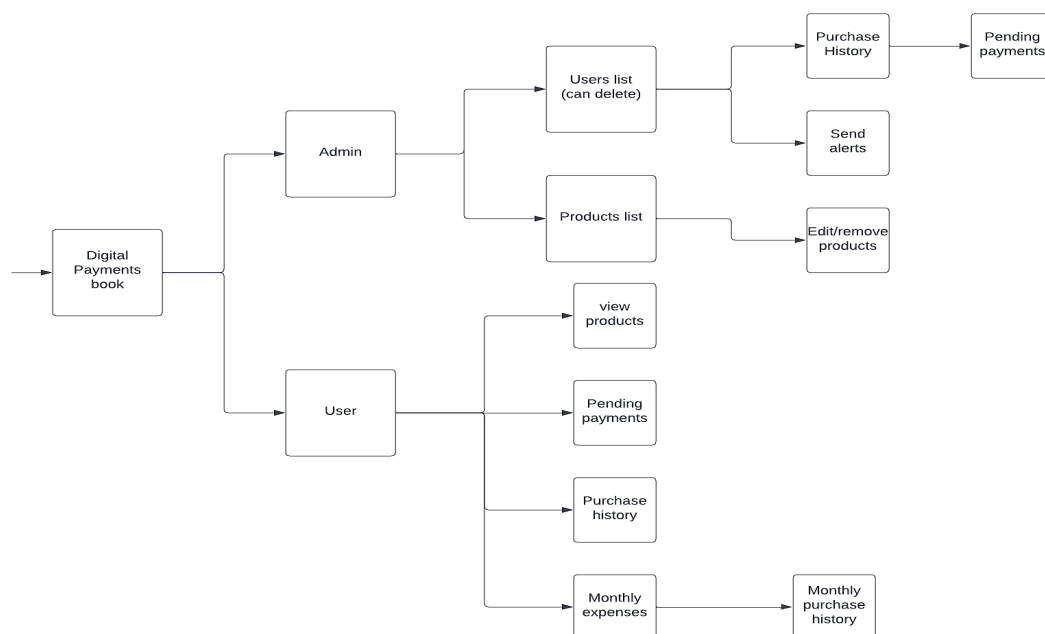 Purchase
History
Pending
payments
Users list
(can delete)
Send
alerts
Admin
Products list
Edit/remove
products
Digital
Payments
book
view
products
User
Pending
payments
Purchase
history
Monthly
expenses
Monthly
purchase
history